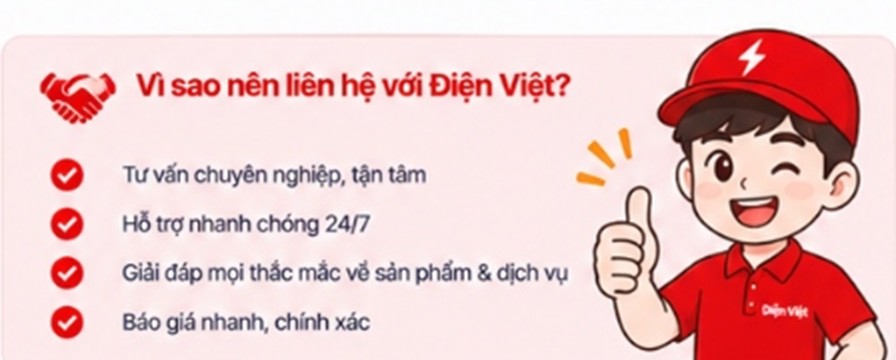 Vì sao nên liên hệ với Điện Việt?
Tư vấn chuyên nghiệp, tận tâm
Hỗ trợ nhanh chóng 24/7
Giải đáp mọi thắc mắc về sản phẩm & dịch vụ
Báo giá nhanh, chính xác
Điện Việt